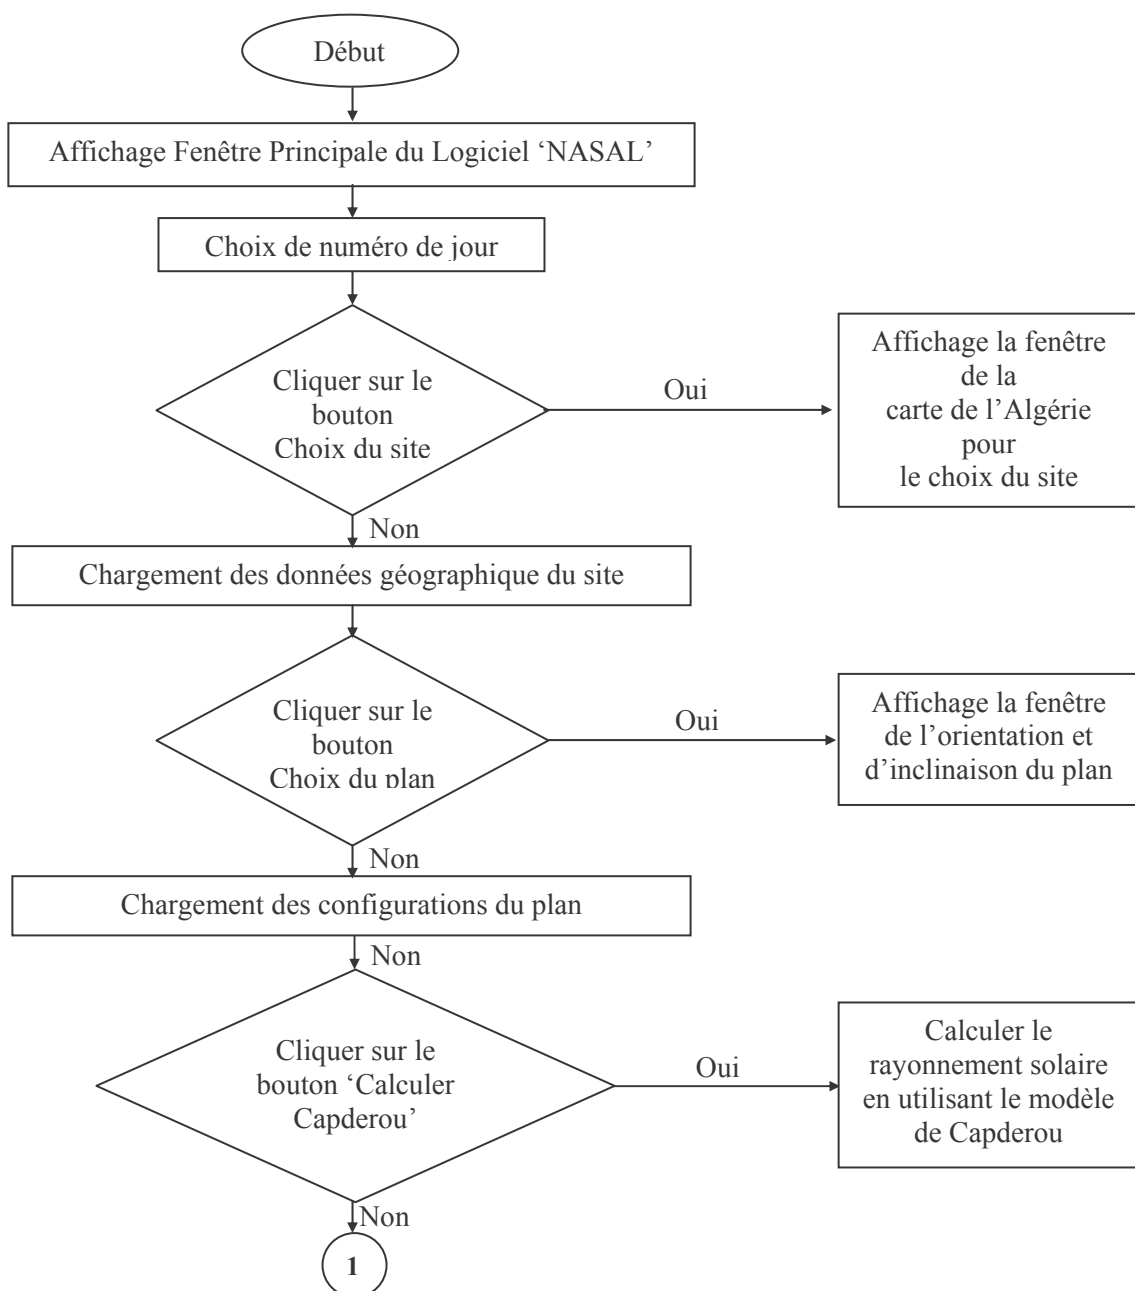 Début
Affichage Fenêtre Principale du Logiciel ‘NASAL’
Choix de numéro de jour
Cliquer sur le
bouton
Choix du site
Oui
Affichage la fenêtre
de la
carte de l’Algérie
pour
le choix du site
Non
Chargement des données géographique du site
Cliquer sur le
bouton
Choix du plan
Oui
Affichage la fenêtre
de l’orientation et
d’inclinaison du plan
Non
Chargement des configurations du plan
Non
Cliquer sur le
bouton ‘Calculer
Capderou’
Oui
Calculer le
rayonnement solaire
en utilisant le modèle
de Capderou
Non
1